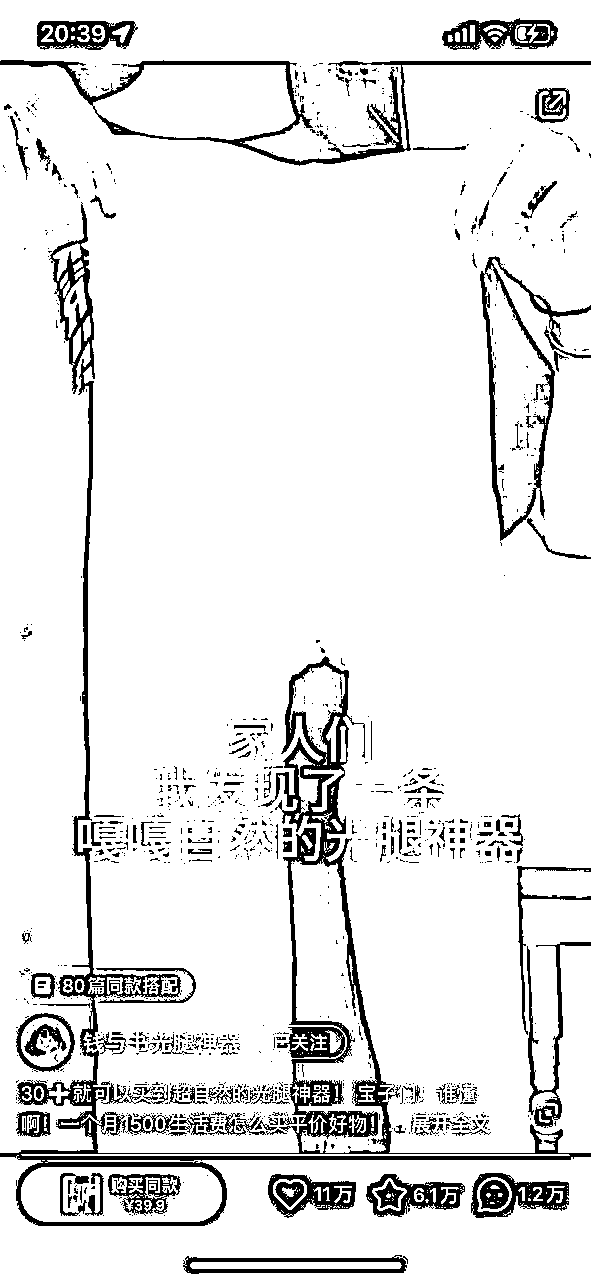 20:39
家人们
我发现了一条
嘎嘎自然的光腿神器
80篇同款搭配
钱与书光腿神器
已关注
30➕就可以买到超自然的光腿神器！宝子们！谁懂
啊！一个月1500生活费怎么买平价好物！... 展开全文
购买同款
¥39.9
11万
6.1万
1.2万